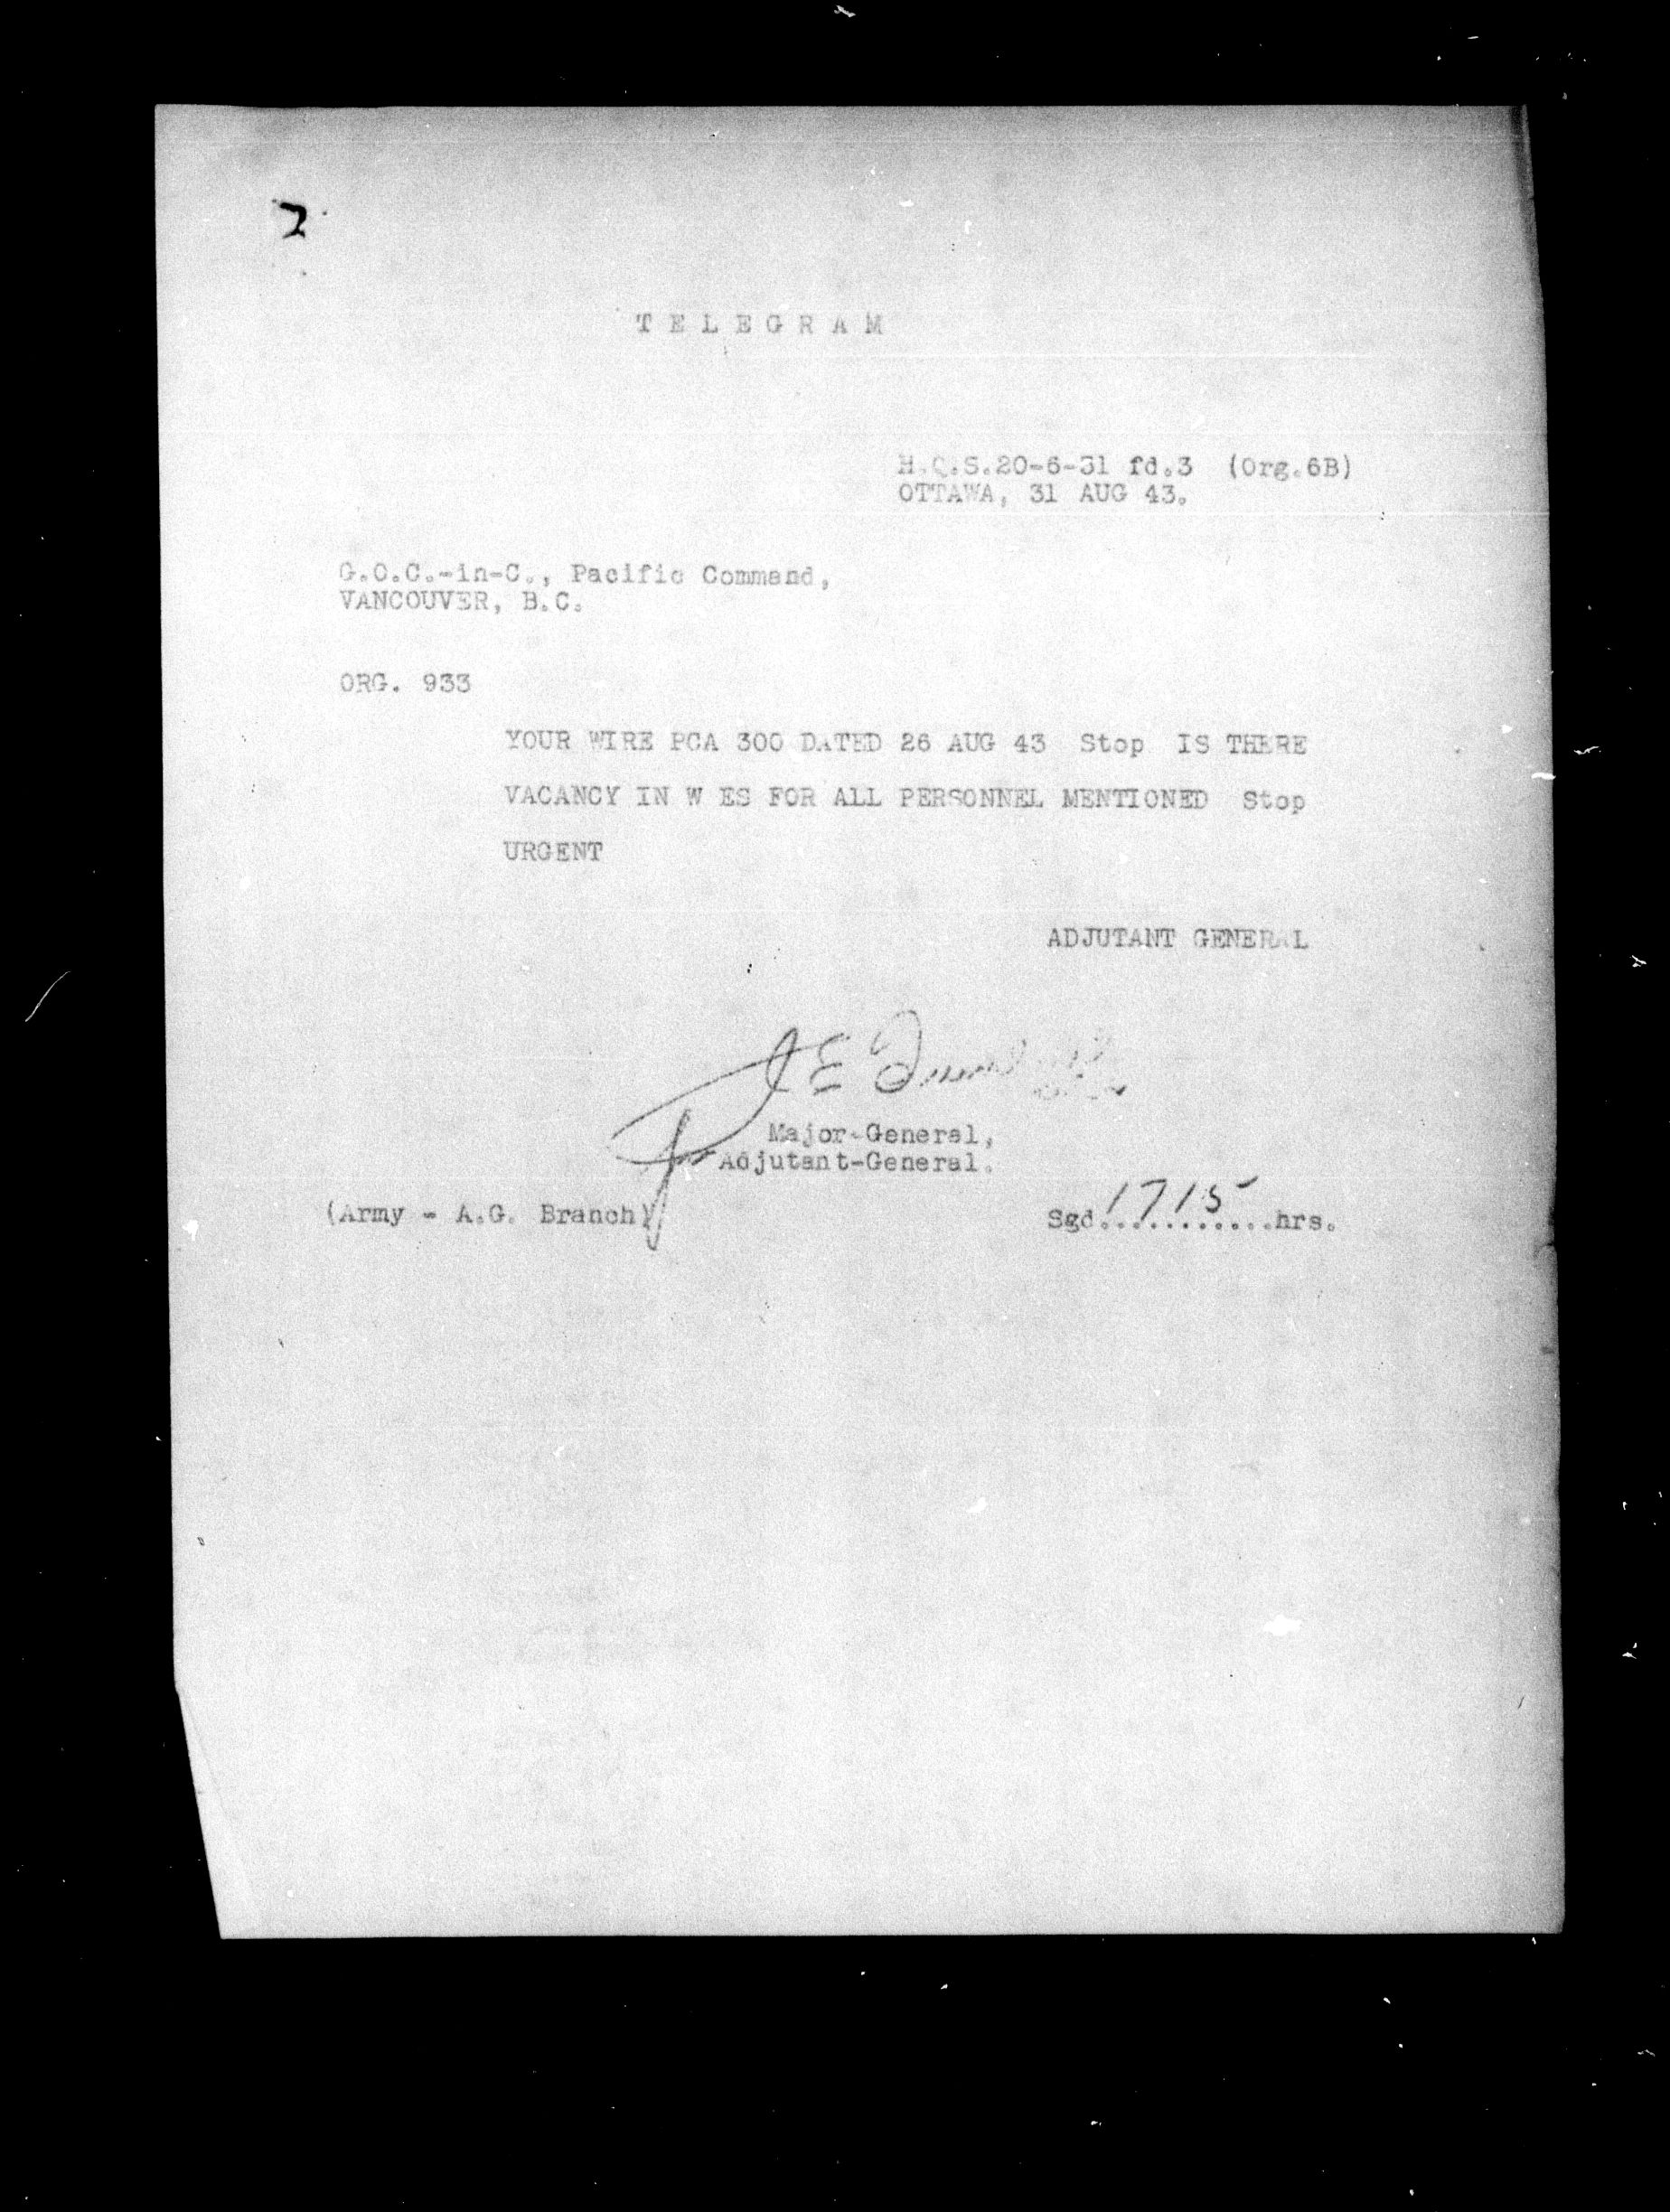 2
TELEGRAM
H.Q.S.20-6-31 fd.3 (Org.6B)
OTTAWA, 31 AUG 43.
G.O.C.-in-C., Pacific Command,
VANCOUVER, B.C.
ORG. 933
YOUR WIRE PCA 300 DATED 26 AUG 43 Stop IS THERE
VACANCY IN W ES FOR ALL PERSONNEL MENTIONED Stop
URGENT
ADJUTANT GENERAL
J E
for
Major-General,
Adjutant-General.
(Army - A.G. Branch)
Sgd. 1715 hrs.